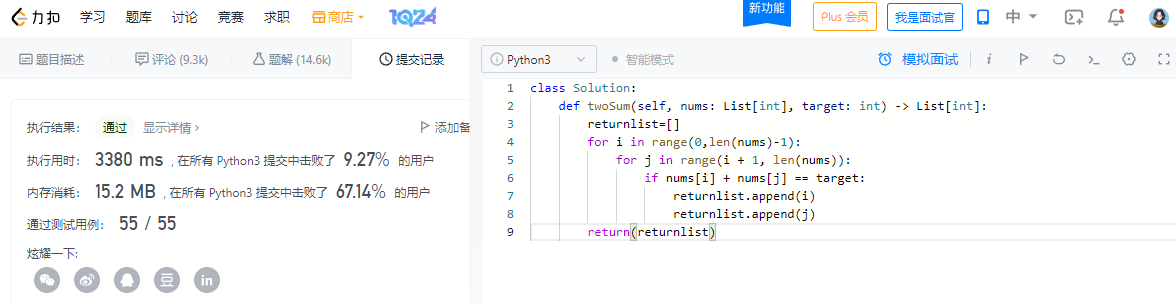 力扣 学习 题库 讨论 竞赛 求职 商店 1024 新功能 Plus 会员 我是面试官 中
题目描述 评论 (9.3k) 题解 (14.6k) 提交记录
Python3 智能模式 模拟面试 i
执行结果： 通过 显示详情 > 添加备
执行用时： 3380 ms , 在所有 Python3 提交中击败了 9.27% 的用户
内存消耗： 15.2 MB , 在所有 Python3 提交中击败了 67.14% 的用户
通过测试用例： 55 / 55
炫耀一下:
豆 in
1 class Solution:
2 def twoSum(self, nums: List[int], target: int) -> List[int]:
3 returnlist=[]
4 for i in range(0,len(nums)-1):
5 for j in range(i + 1, len(nums)):
6 if nums[i] + nums[j] == target:
7 returnlist.append(i)
8 returnlist.append(j)
9 return(returnlist)